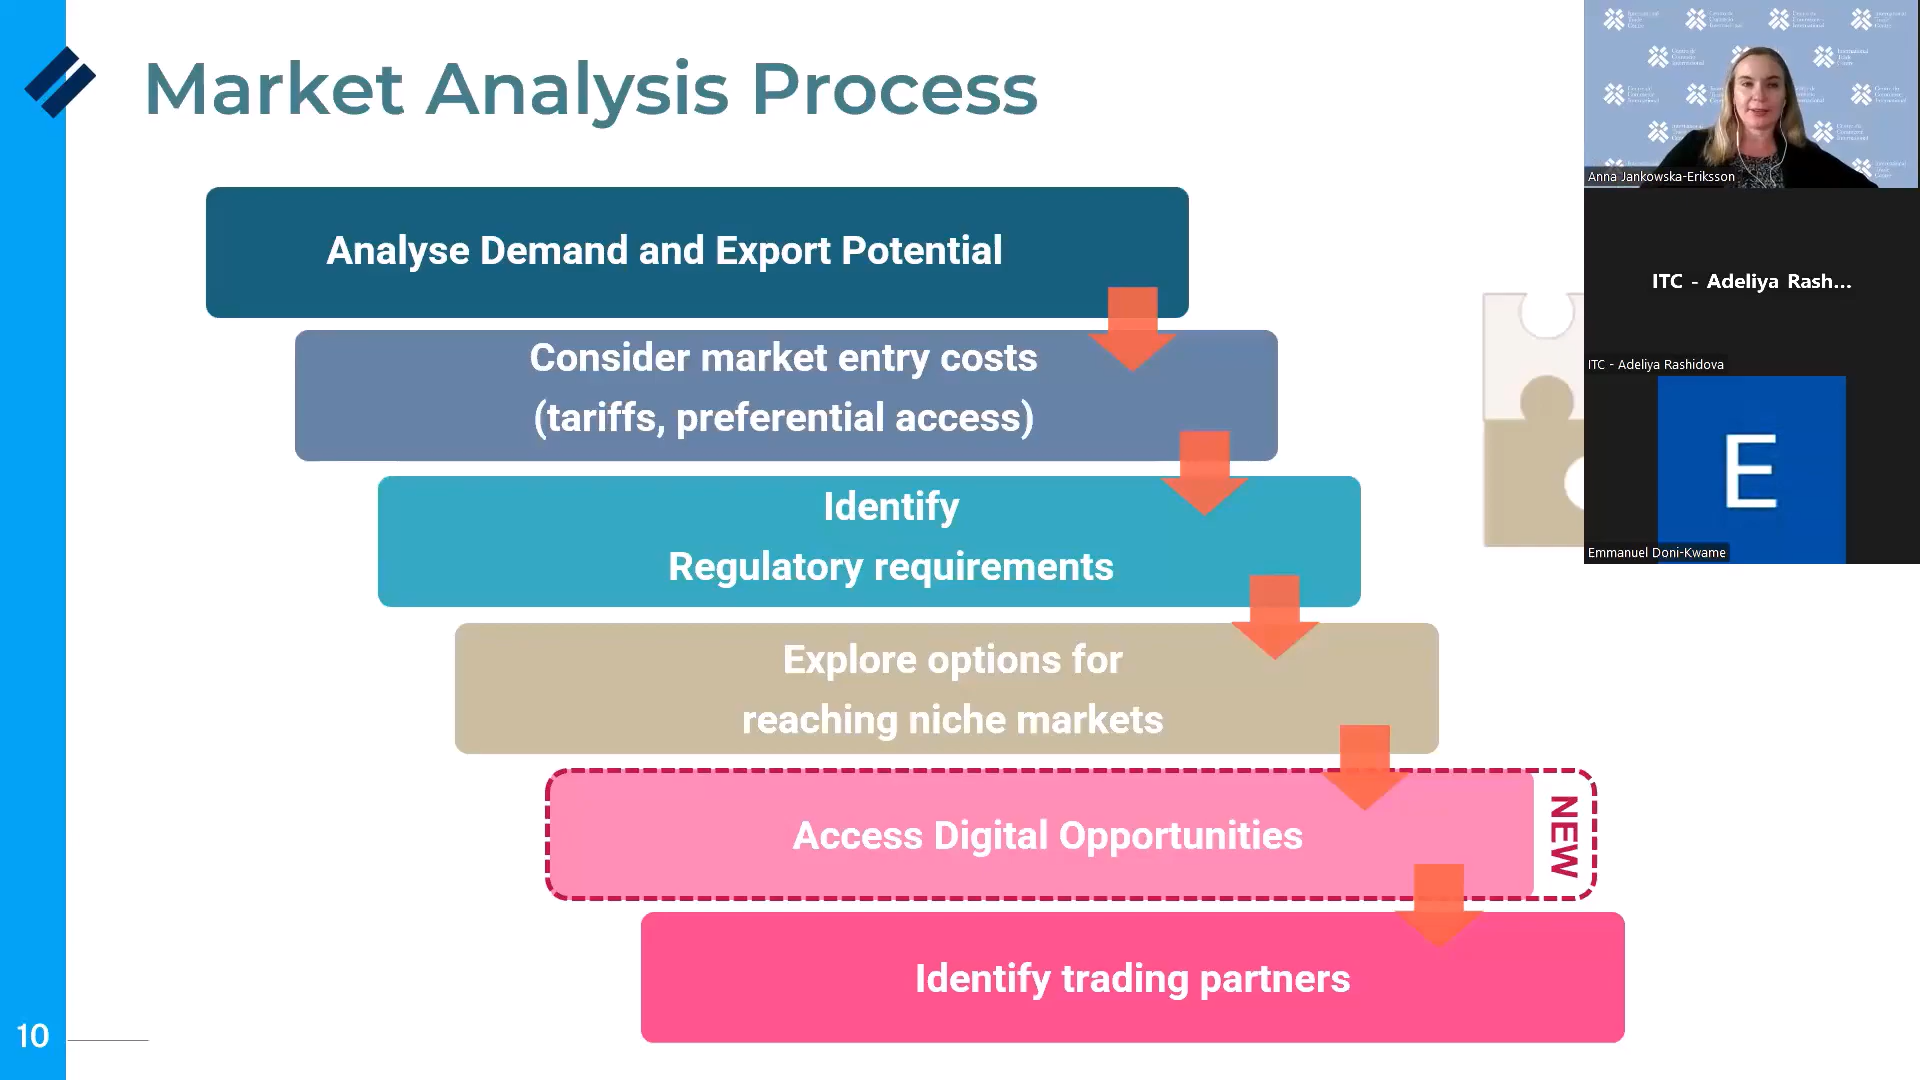 Market Analysis Process
Analyse Demand and Export Potential
Consider market entry costs
(tariffs, preferential access)
Identify
Regulatory requirements
Explore options for
reaching niche markets
Access Digital Opportunities
NEW
Identify trading partners
10
Anna Jankowska-Eriksson
ITC - Adeliya Rash...
ITC - Adeliya Rashidova
E
Emmanuel Doni-Kwame